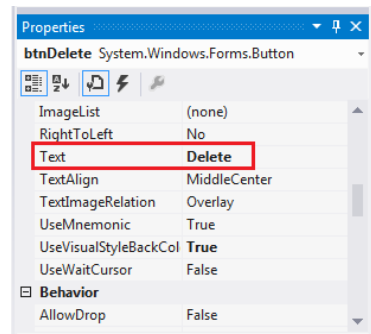 Properties
btnDelete System.Windows.Forms.Button
ImageList (none)
RightToLeft No
Text Delete
TextAlign MiddleCenter
TextImageRelation Overlay
UseMnemonic True
UseVisualStyleBackCol True
UseWaitCursor False
Behavior
AllowDrop False